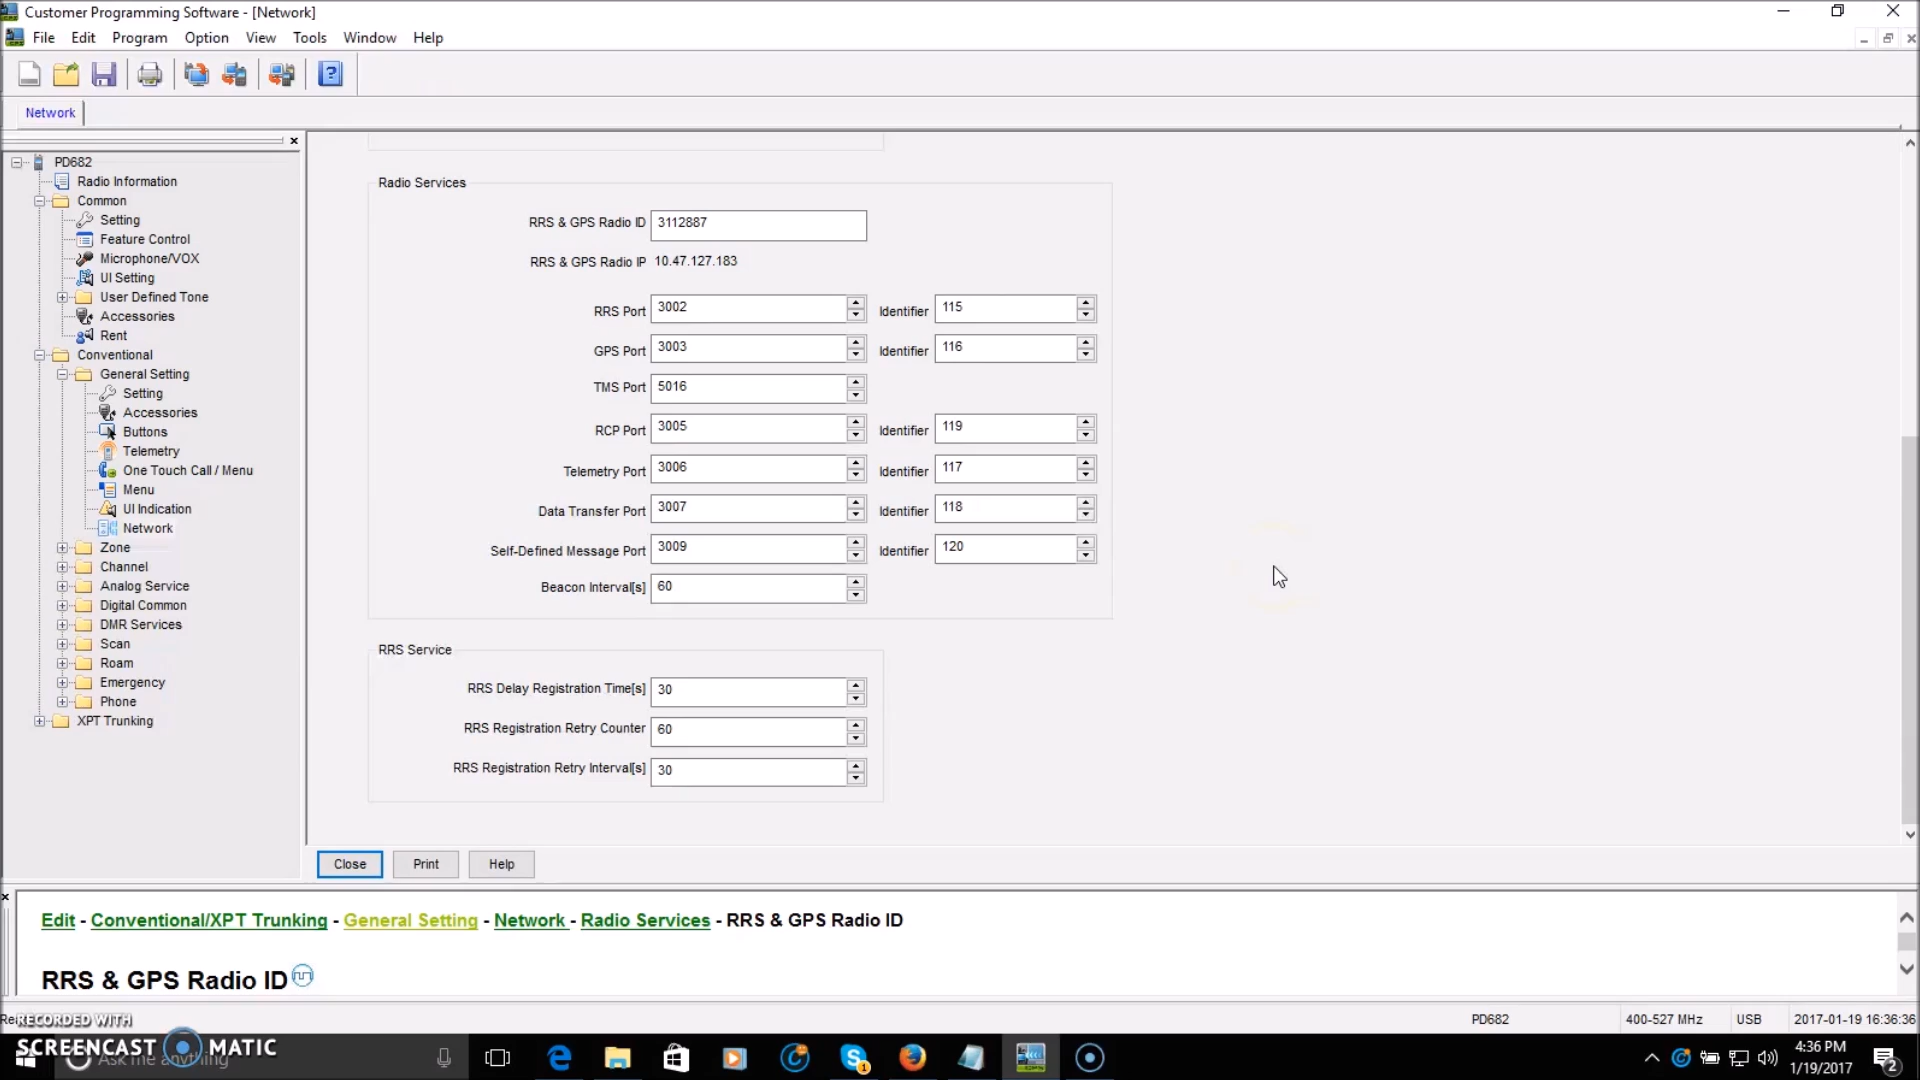 Customer Programming Software - [Network]
File Edit Program Option View Tools Window Help
Network
PD682
Radio Information
Common
Setting
Feature Control
Microphone/VOX
UI Setting
User Defined Tone
Accessories
Rent
Conventional
General Setting
Setting
Accessories
Buttons
Telemetry
One Touch Call / Menu
Menu
UI Indication
Network
Zone
Channel
Analog Service
Digital Common
DMR Services
Scan
Roam
Emergency
Phone
XPT Trunking
Radio Services
RRS & GPS Radio ID 3112887
RRS & GPS Radio IP 10.47.127.183
RRS Port 3002 Identifier 115
GPS Port 3003 Identifier 116
TMS Port 5016
RCP Port 3005 Identifier 119
Telemetry Port 3006 Identifier 117
Data Transfer Port 3007 Identifier 118
Self-Defined Message Port 3009 Identifier 120
Beacon Interval[s] 60
RRS Service
RRS Delay Registration Time[s] 30
RRS Registration Retry Counter 60
RRS Registration Retry Interval[s] 30
Close Print Help
Edit - Conventional/XPT Trunking - General Setting - Network - Radio Services - RRS & GPS Radio ID
RRS & GPS Radio ID
RECORDED WITH PD682 400-527 MHz USB 2017-01-19 16:36:36
SCREENCAST MATIC
Ask me anything
4:36 PM
1/19/2017